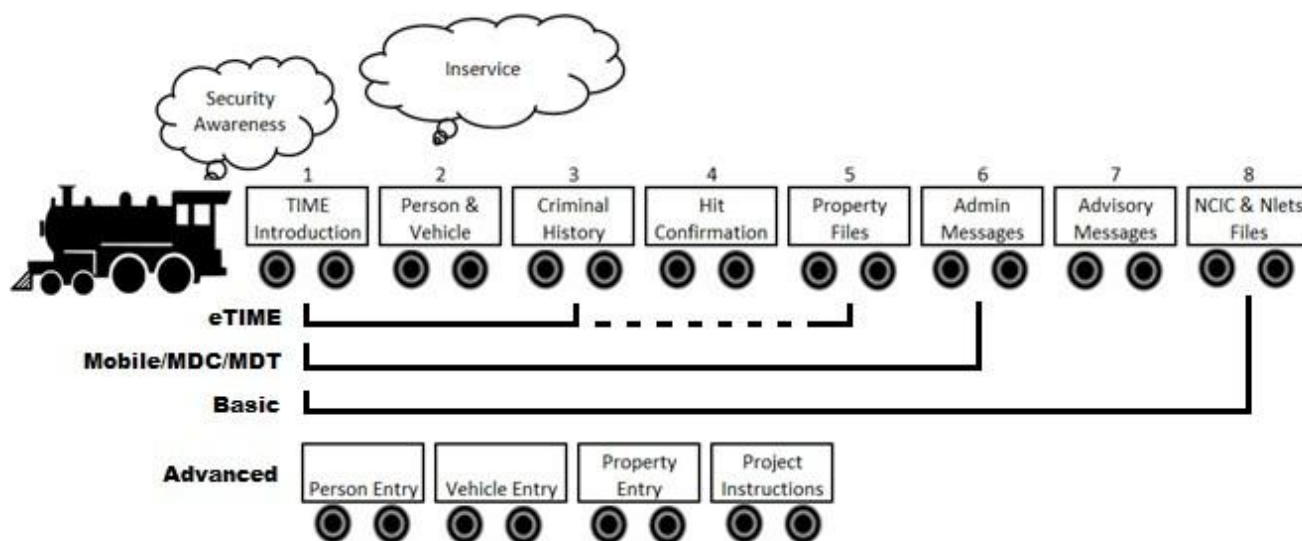 Inservice
Security
Awareness
1 2 3 4 5 6 7 8
TIME
Introduction
Person &
Vehicle
Criminal
History
Hit
Confirmation
Property
Files
Admin
Messages
Advisory
Messages
NCIC & Nlets
Files
eTIME
Mobile/MDC/MDT
Basic
Advanced
Person Entry
Vehicle Entry
Property
Entry
Project
Instructions